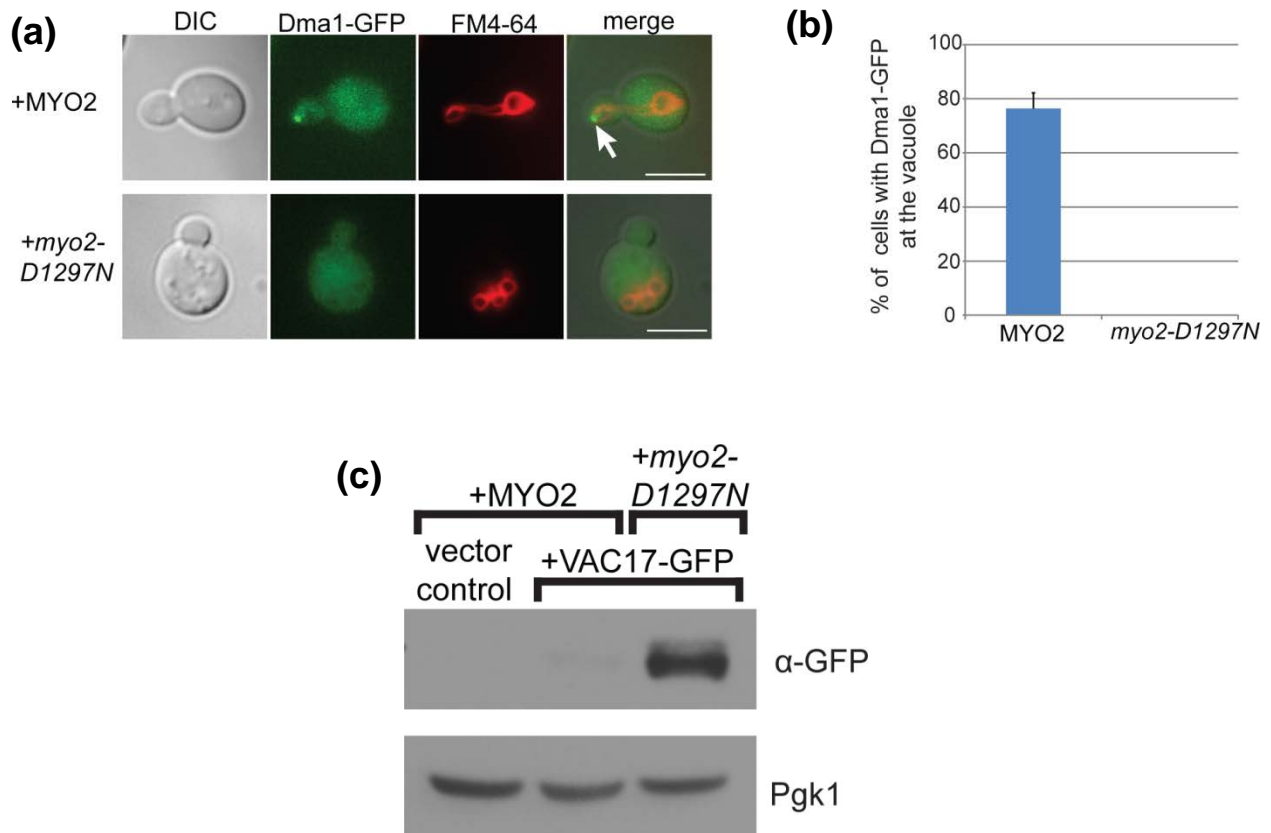 (a)
DIC Dma1-GFP FM4-64 merge
+MYO2
+myo2-
D1297N
(b)
% of cells with Dma1-GFP
at the vacuole
100
80
60
40
20
0
MYO2 myo2-D1297N
(c)
+MYO2
+myo2-
D1297N
vector
control
+VAC17-GFP
α-GFP
Pgk1